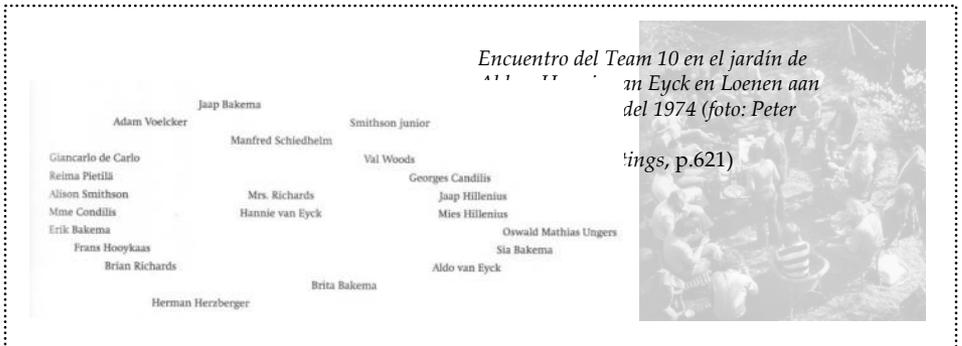 Encuentro del Team 10 en el jardín de
an Eyck en Loenen aan
del 1974 (foto: Peter
tings, p.621)
Jaap Bakema
Adam Voelcker Smithson junior
Manfred Schiedhelm
Giancarlo de Carlo Val Woods
Reima Pietilä Georges Candilis
Alison Smithson Mrs. Richards Jaap Hillenius
Mme Condilis Hannie van Eyck Mies Hillenius
Erik Bakema Oswald Mathias Ungers
Frans Hooykaas Sia Bakema
Brian Richards Aldo van Eyck
Brita Bakema
Herman Herzberger